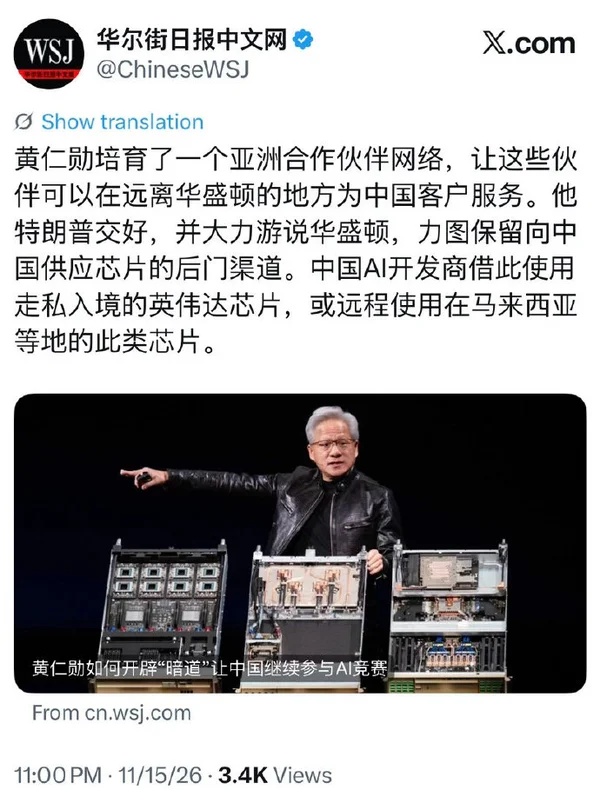 WSJ
华尔街日报中文网
华尔街日报中文网
@ChineseWSJ
X.com
Show translation
黄仁勋培育了一个亚洲合作伙伴网络，让这些伙
伴可以在远离华盛顿的地方为中国客户服务。他
特朗普交好，并大力游说华盛顿，力图保留向中
国供应芯片的后门渠道。中国AI开发商借此使用
走私入境的英伟达芯片，或远程使用在马来西亚
等地的此类芯片。
黄仁勋如何开辟“暗道”让中国继续参与AI竞赛
From cn.wsj.com
11:00 PM · 11/15/26 · 3.4K Views